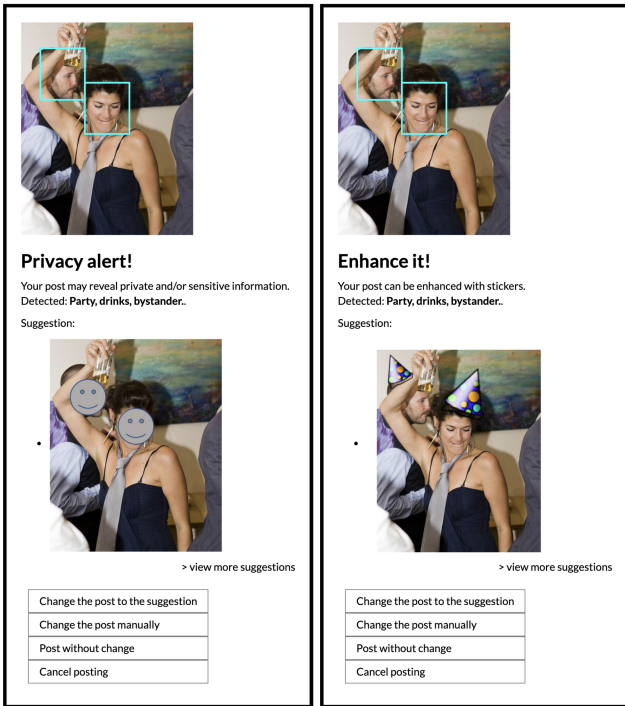 Privacy alert!
Your post may reveal private and/or sensitive information.
Detected: Party, drinks, bystander..
Suggestion:
> view more suggestions
Change the post to the suggestion
Change the post manually
Post without change
Cancel posting
Enhance it!
Your post can be enhanced with stickers.
Detected: Party, drinks, bystander..
Suggestion:
> view more suggestions
Change the post to the suggestion
Change the post manually
Post without change
Cancel posting